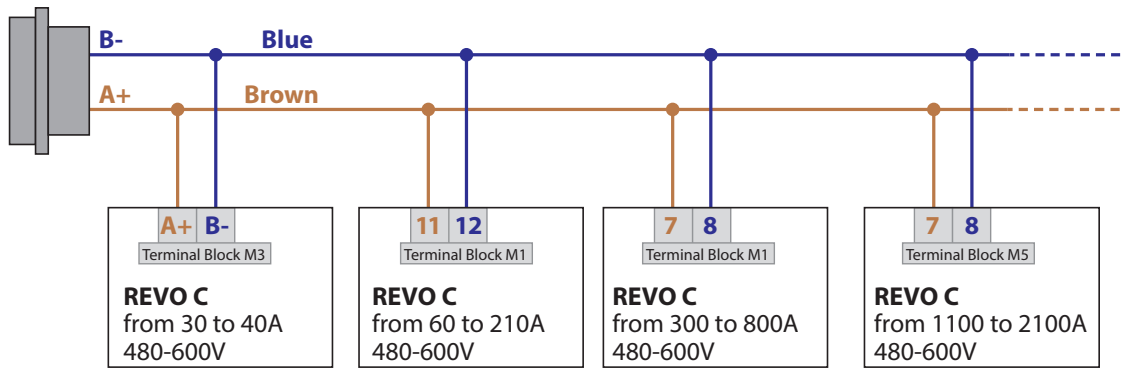 B- Blue
A+ Brown
A+ B-
Terminal Block M3
REVO C
from 30 to 40A
480-600V
11 12
Terminal Block M1
REVO C
from 60 to 210A
480-600V
7 8
Terminal Block M1
REVO C
from 300 to 800A
480-600V
7 8
Terminal Block M5
REVO C
from 1100 to 2100A
480-600V